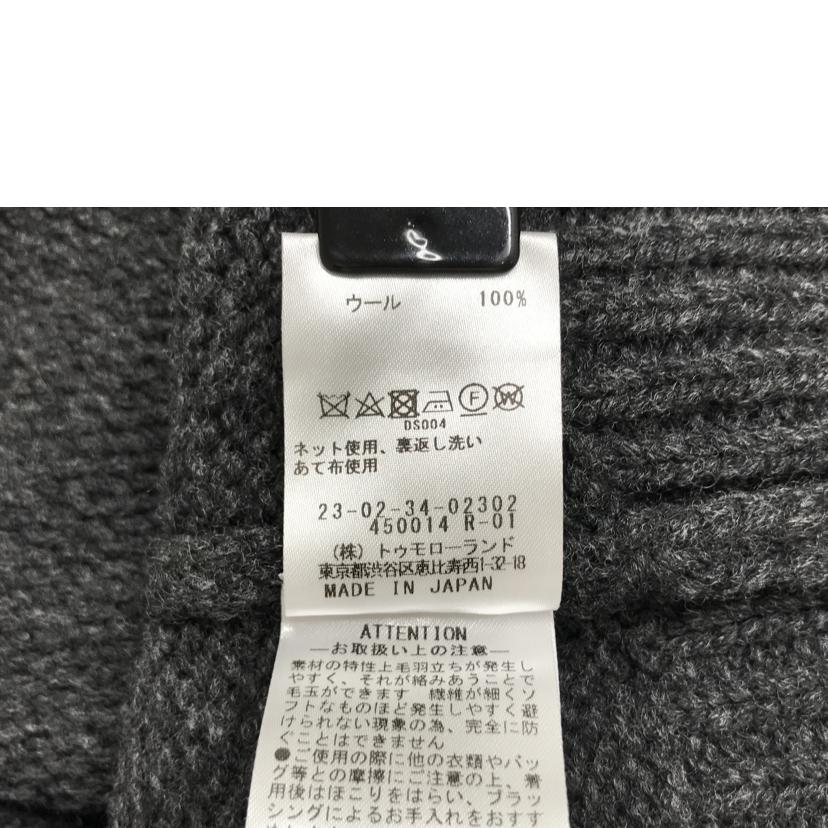 ウール 100%
F W
DS004
ネット使用、裏返し洗い
あて布使用
23-02-34-02302
450014 R-01
(株) トゥモローランド
東京都渋谷区恵比寿西1-32-18
MADE IN JAPAN
ATTENTION
―お取扱い上の注意―
素材の特性上毛羽立ちが発生し
やすく、それが絡みあうことで
毛玉ができます 繊維が細くソ
フトなものほど発生しやすく避
けられない現象の為、完全に防
ぐことはできません
●ご使用の際に他の衣類やバッ
グ等との摩擦にご注意の上、着
用後はほこりをはらい、ブラッ
シングによるお手入れをおすす